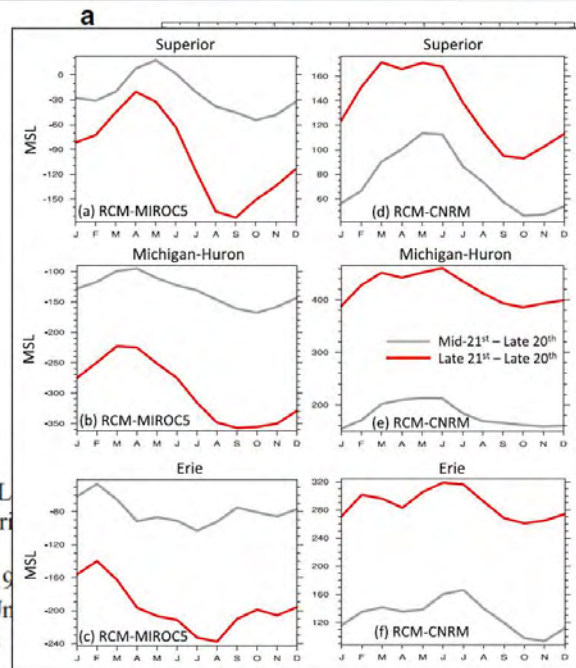 a
Superior
Superior
MSL
0
-30
-60
-90
-120
-150
(a) RCM-MIROC5
J F M A M J J A S O N D
160
140
120
100
80
60
(d) RCM-CNRM
J F M A M J J A S O N D
Michigan-Huron
Michigan-Huron
MSL
-100
-150
-200
-250
-300
-350
(b) RCM-MIROC5
J F M A M J J A S O N D
400
300
200
Mid-21st – Late 20th
Late 21st – Late 20th
(e) RCM-CNRM
J F M A M J J A S O N D
Erie
Erie
MSL
-80
-120
-160
-200
-240
(c) RCM-MIROC5
J F M A M J J A S O N D
320
280
240
200
160
120
(f) RCM-CNRM
J F M A M J J A S O N D
L
ri
9